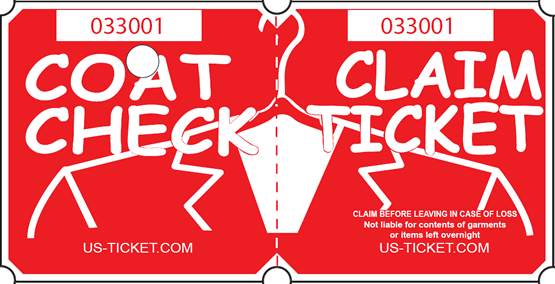 033001
COAT
CHECK
US-TICKET.COM
033001
CLAIM
TICKET
CLAIM BEFORE LEAVING IN CASE OF LOSS
Not liable for contents of garments
or items left overnight
US-TICKET.COM